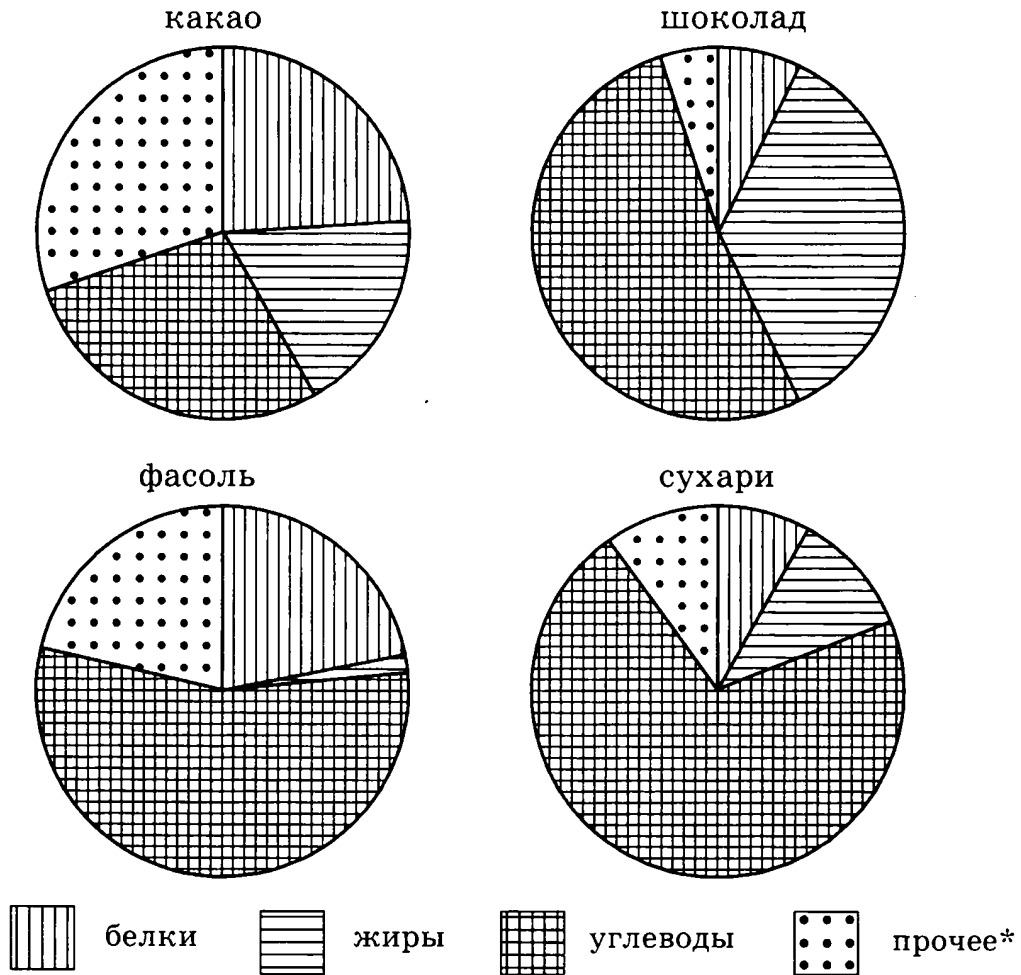 какао
шоколад
фасоль
сухари
белки
жиры
углеводы
прочее*